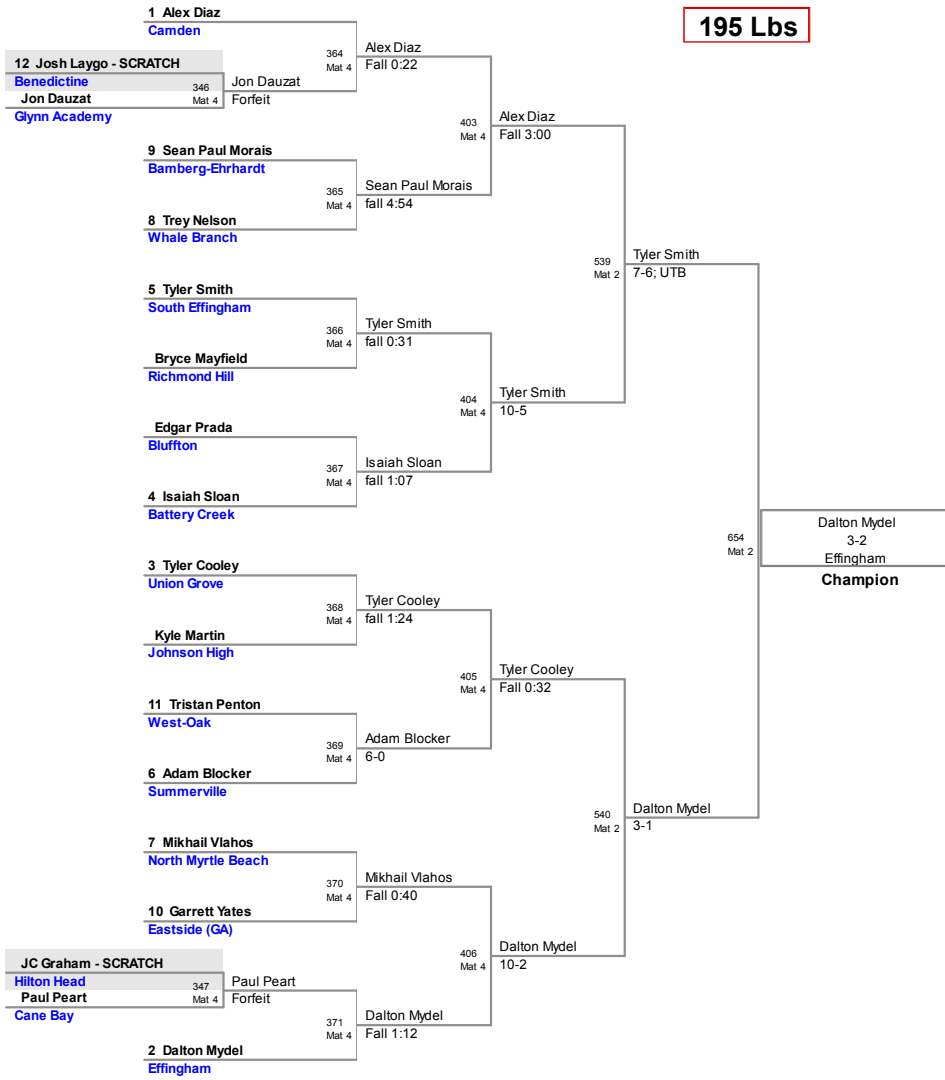 195 Lbs
1 Alex Diaz
Camden
364
Mat 4
Alex Diaz
Fall 0:22
12 Josh Laygo - SCRATCH
Benedictine
346
Mat 4
Jon Dauzat
Forfeit
Jon Dauzat
Glynn Academy
403
Mat 4
Alex Diaz
Fall 3:00
9 Sean Paul Morais
Bamberg-Ehrhardt
365
Mat 4
Sean Paul Morais
fall 4:54
8 Trey Nelson
Whale Branch
539
Mat 2
Tyler Smith
7-6; UTB
5 Tyler Smith
South Effingham
366
Mat 4
Tyler Smith
fall 0:31
Bryce Mayfield
Richmond Hill
404
Mat 4
Tyler Smith
10-5
Edgar Prada
Bluffton
367
Mat 4
Isaiah Sloan
fall 1:07
4 Isaiah Sloan
Battery Creek
654
Mat 2
Dalton Mydel
3-2
Effingham
Champion
3 Tyler Cooley
Union Grove
368
Mat 4
Tyler Cooley
fall 1:24
Kyle Martin
Johnson High
405
Mat 4
Tyler Cooley
Fall 0:32
11 Tristan Penton
West-Oak
369
Mat 4
Adam Blocker
6-0
6 Adam Blocker
Summerville
540
Mat 2
Dalton Mydel
3-1
7 Mikhail Vlahos
North Myrtle Beach
370
Mat 4
Mikhail Vlahos
Fall 0:40
10 Garrett Yates
Eastside (GA)
406
Mat 4
Dalton Mydel
10-2
JC Graham - SCRATCH
Hilton Head
347
Mat 4
Paul Peart
Forfeit
Paul Peart
Cane Bay
371
Mat 4
Dalton Mydel
Fall 1:12
2 Dalton Mydel
Effingham